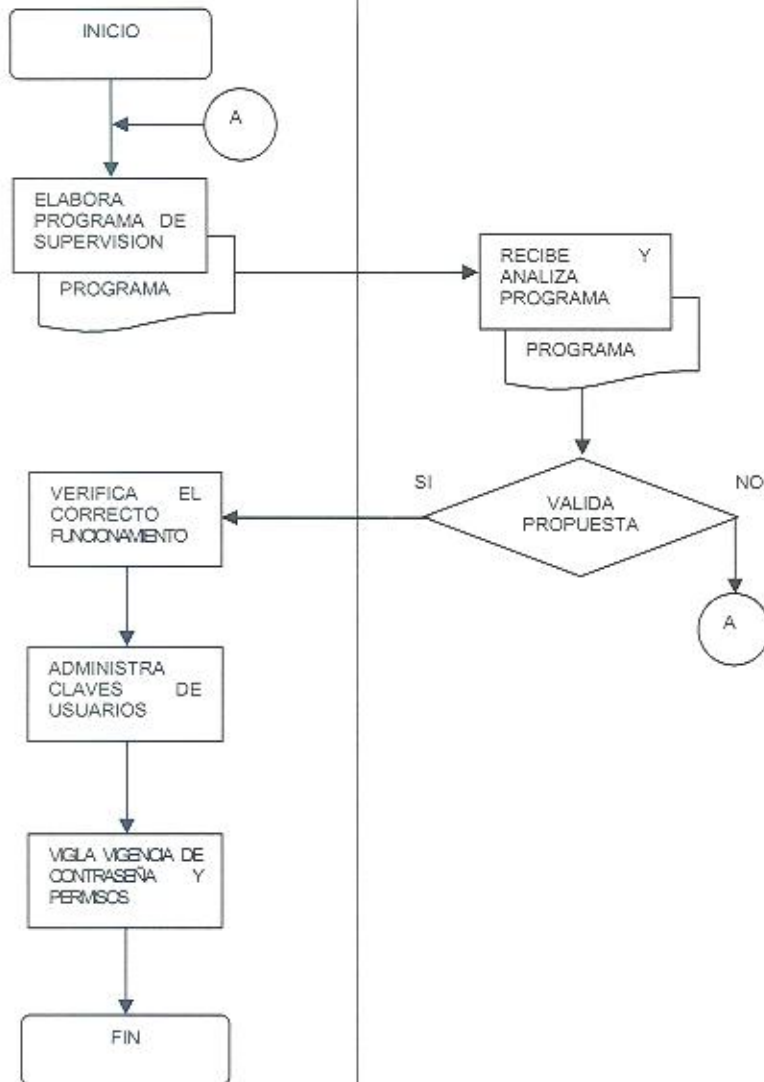 INICIO
A
ELABORA
PROGRAMA DE
SUPERVISION
PROGRAMA
RECIBE Y
ANALIZA
PROGRAMA
PROGRAMA
SI
NO
VALIDA
PROPUESTA
A
VERIFICA EL
CORRECTO
FUNCIONAMIENTO
ADMINISTRA
CLAVES DE
USUARIOS
VIGILA VIGENCIA DE
CONTRASEÑA Y
PERMISOS
FIN